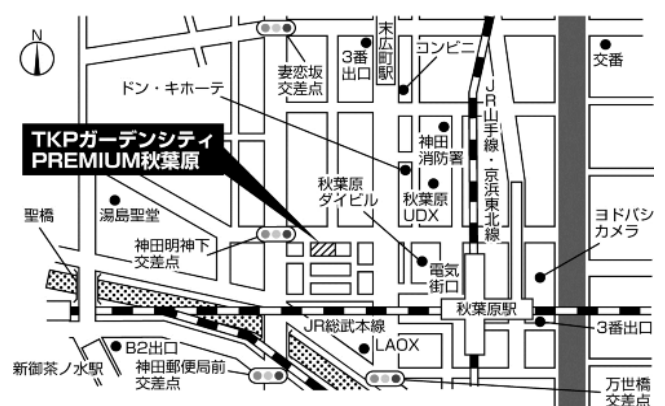 N
妻恋坂
交差点
3番
出口
末広町駅
コンビニ
交番
ドン・キホーテ
JR山手線・京浜東北線
TKPガーデンシティ
PREMIUM秋葉原
神田
消防署
秋葉原
ダイビル
秋葉原
UDX
聖橋
湯島聖堂
神田明神下
交差点
ヨドバシ
カメラ
電気
街口
秋葉原駅
JR総武本線
3番出口
LAOX
B2出口
新御茶ノ水駅
神田郵便局前
交差点
万世橋
交差点